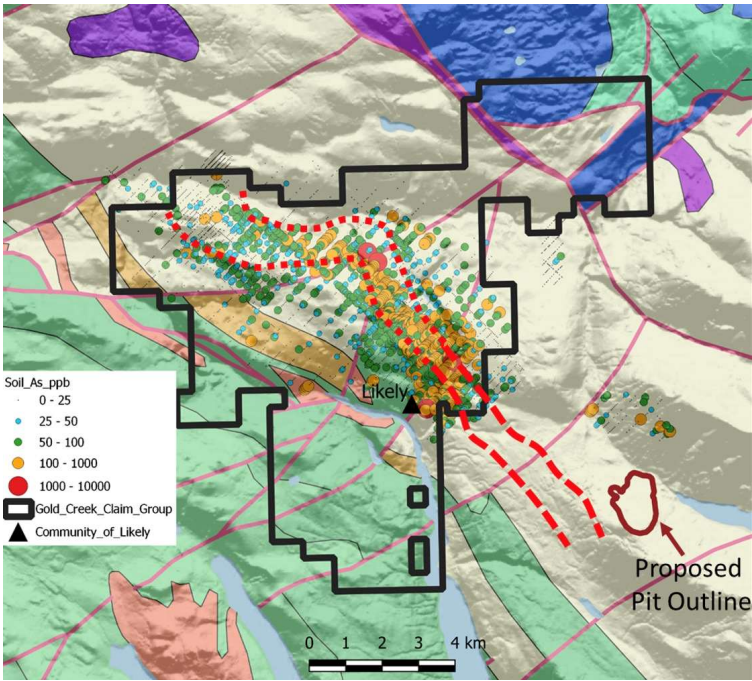 Likely
Soil_As_ppb
0 - 25
25 - 50
50 - 100
100 - 1000
1000 - 10000
Gold_Creek_Claim_Group
Community_of_Likely
Proposed
Pit Outline
0 1 2 3 4 km